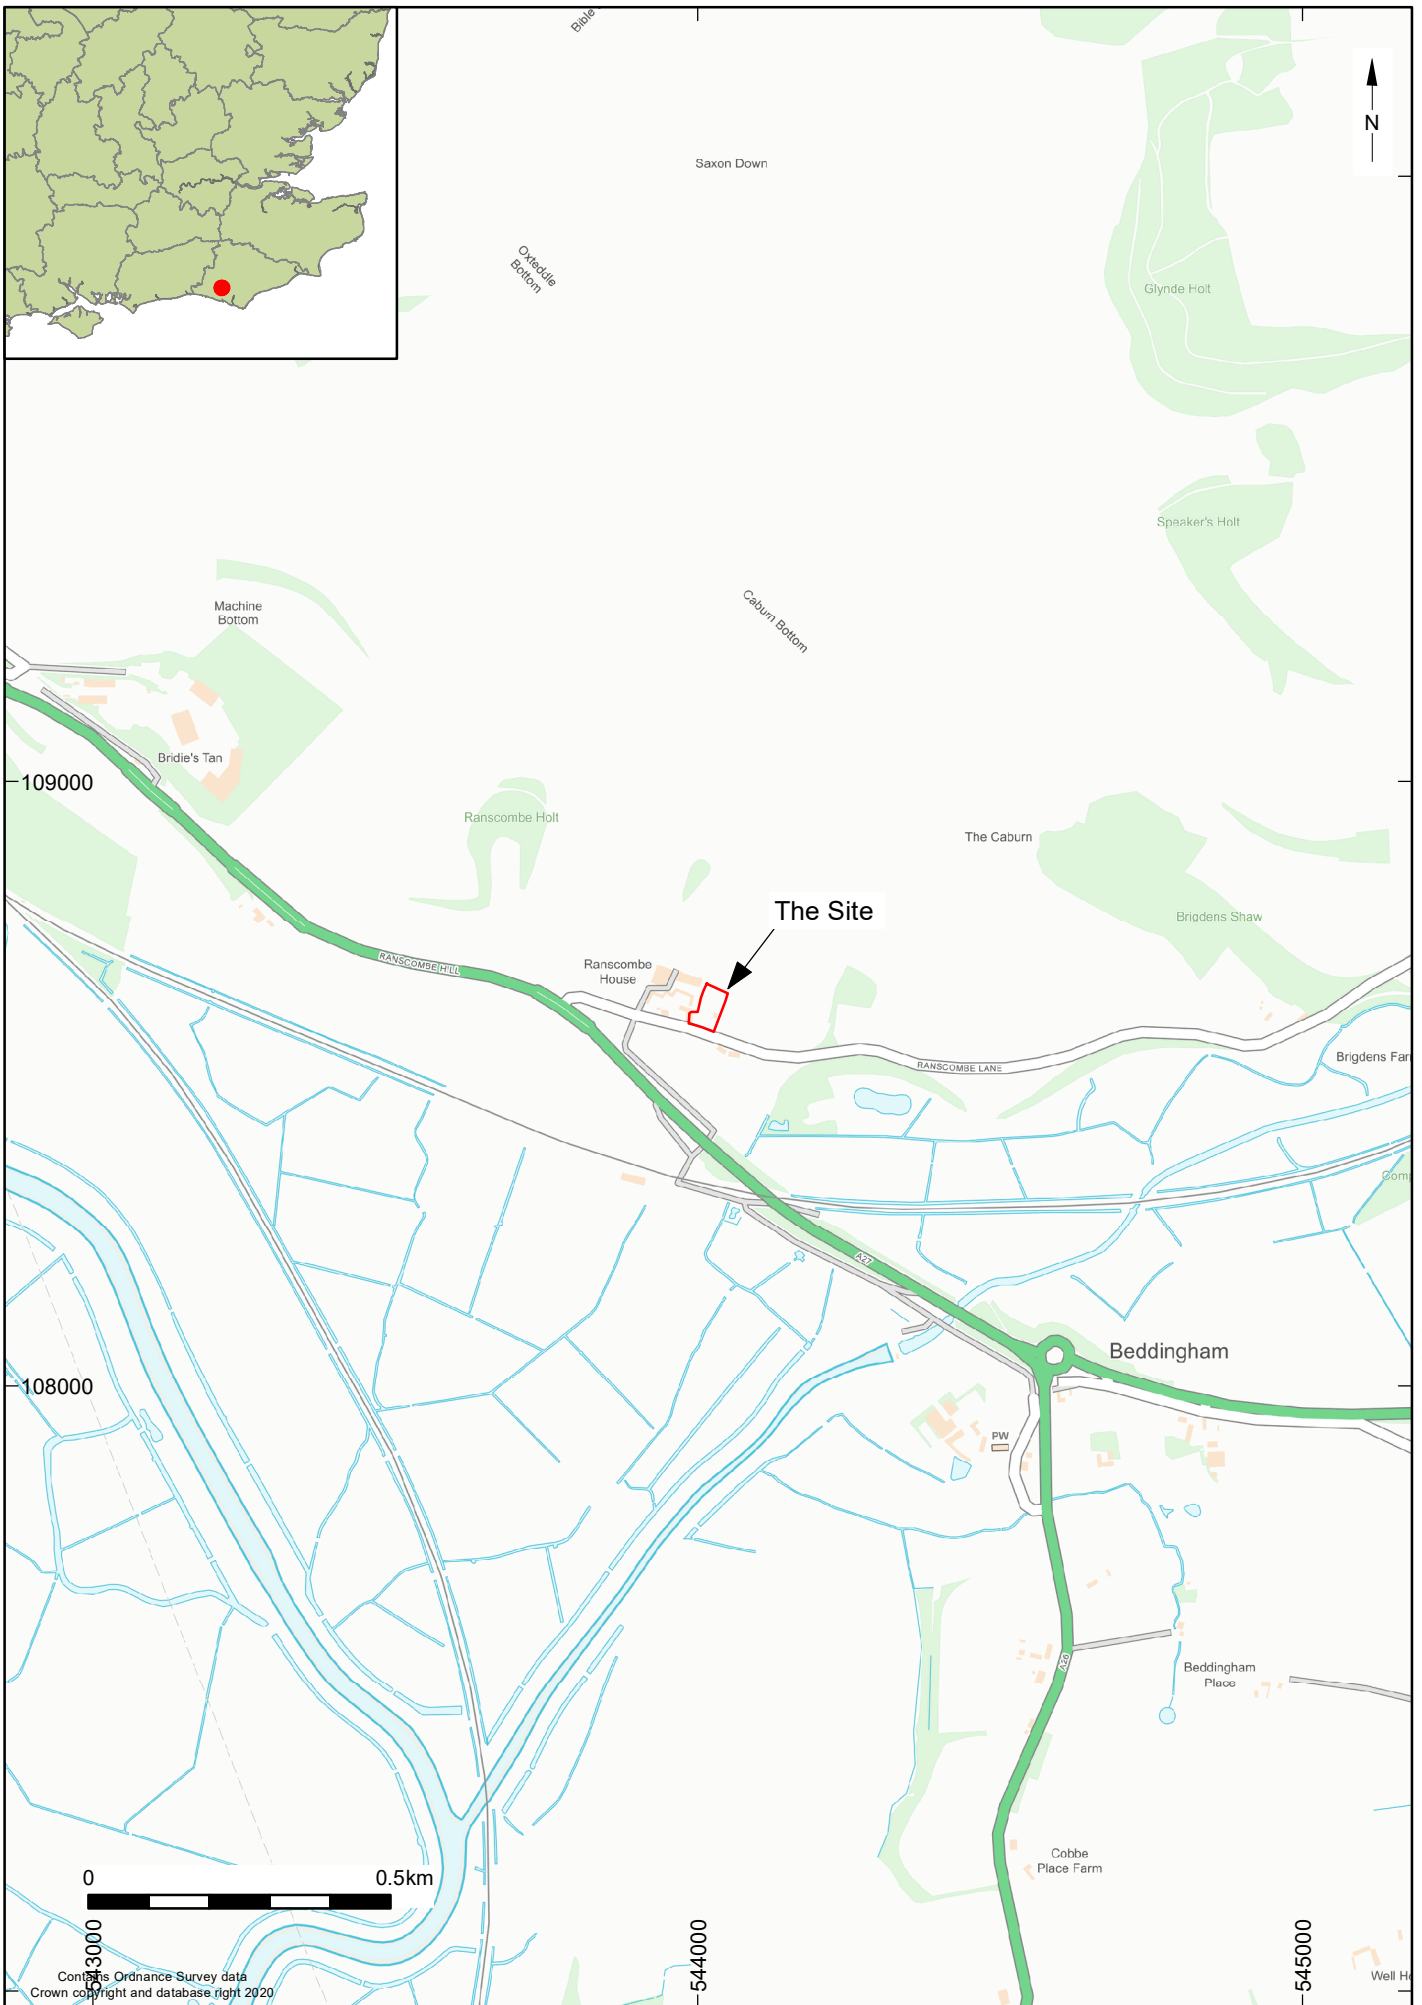 Bible
N
Saxon Down
Oxteddle
Bottom
Glynde Holt
Speaker's Holt
Machine
Bottom
Caburn Bottom
Bridie's Tan
109000
Ranscombe Holt
The Caburn
The Site
Brigdens Shaw
RANSCOMBE HILL
Ranscombe
House
RANSCOMBE LANE
Brigdens Far
Comp
A27
Beddingham
108000
PW
A26
Beddingham
Place
Cobbe
Place Farm
0 0.5km
543000
544000
545000
Well Ho
Contains Ordnance Survey data
Crown copyright and database right 2020